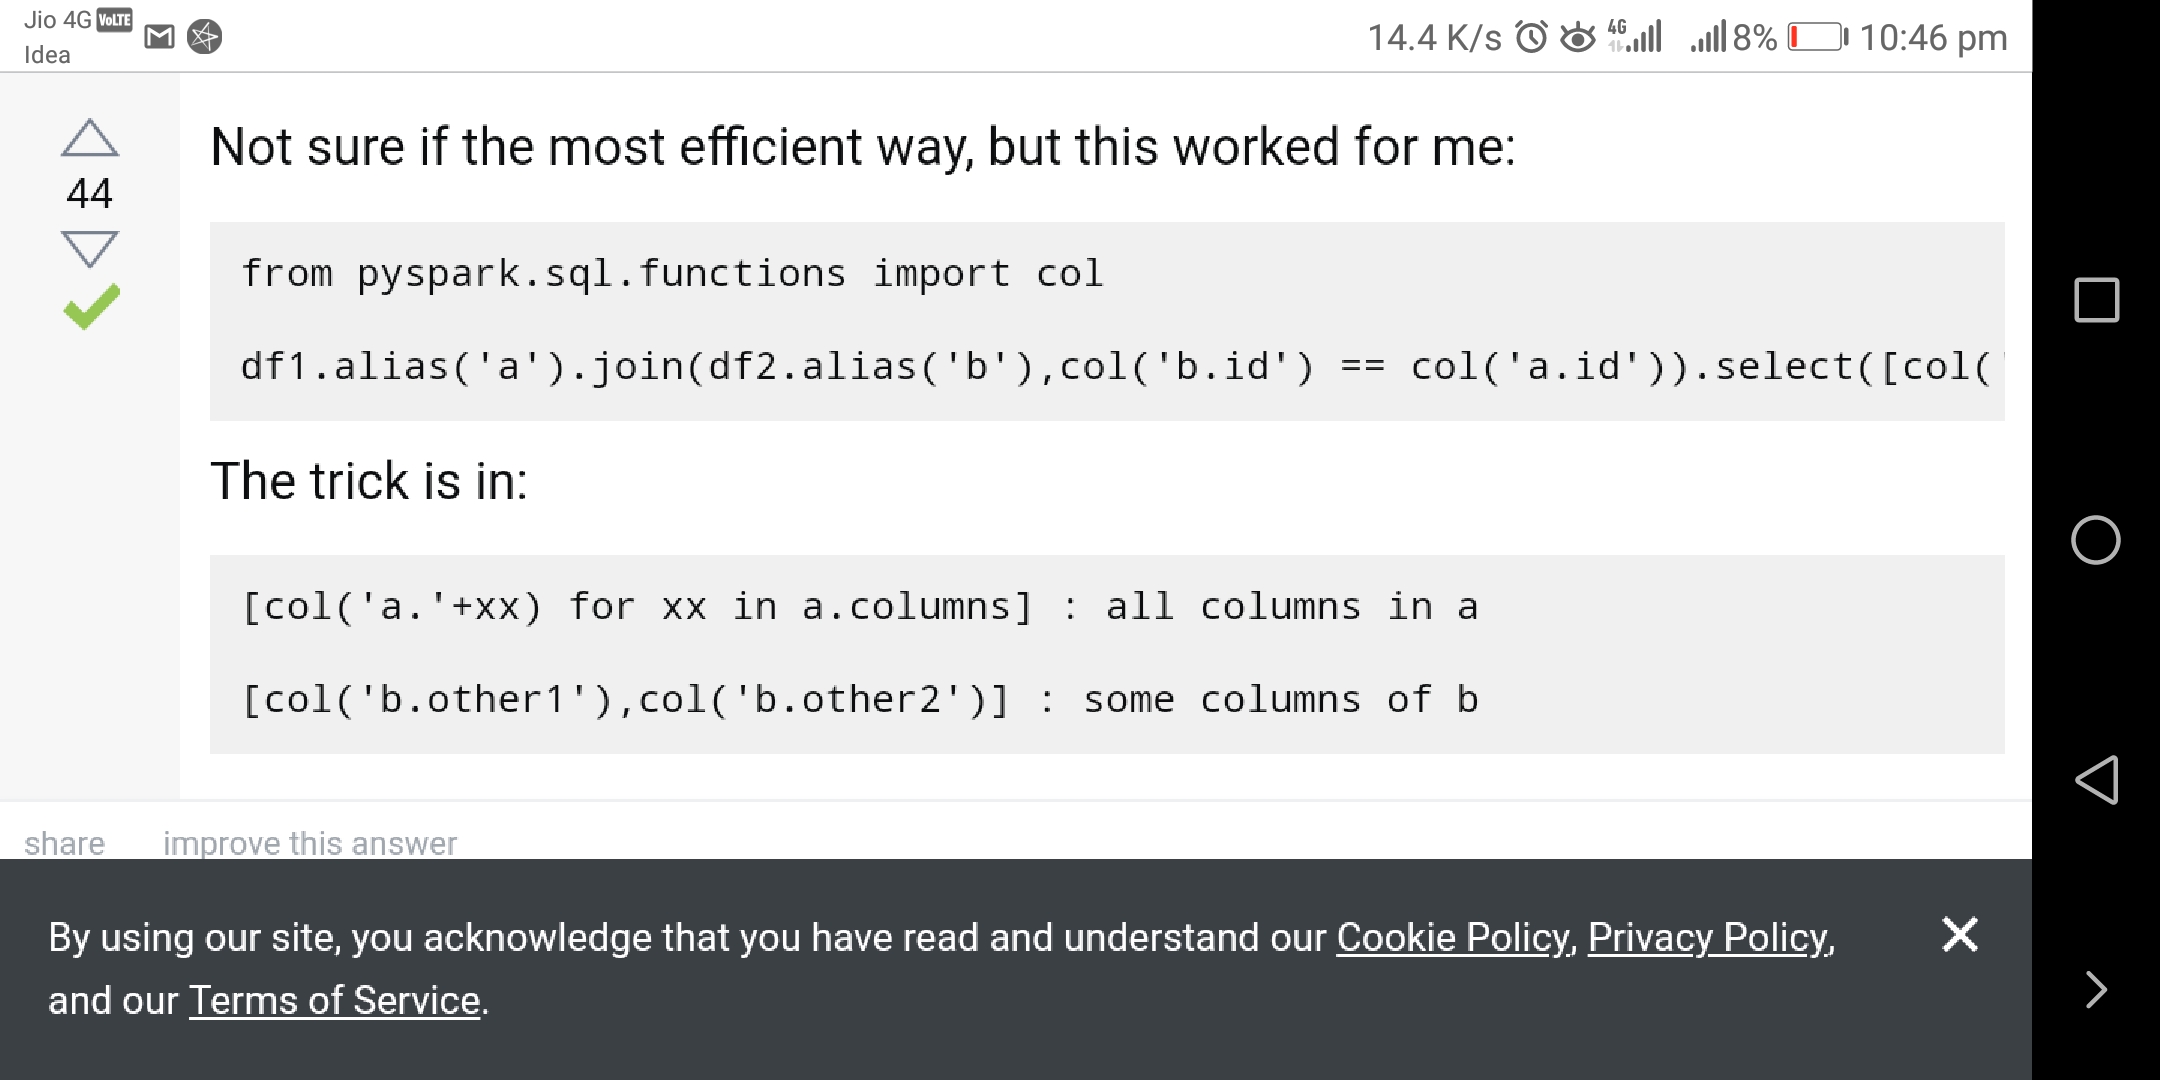 Jio 4G VoLTE
Idea
14.4 K/s 4G 8% 10:46 pm
44
Not sure if the most efficient way, but this worked for me:
from pyspark.sql.functions import col
df1.alias('a').join(df2.alias('b'),col('b.id') == col('a.id')).select([col('
The trick is in:
[col('a.'+xx) for xx in a.columns] : all columns in a
[col('b.other1'),col('b.other2')] : some columns of b
share improve this answer
By using our site, you acknowledge that you have read and understand our Cookie Policy, Privacy Policy,
and our Terms of Service.